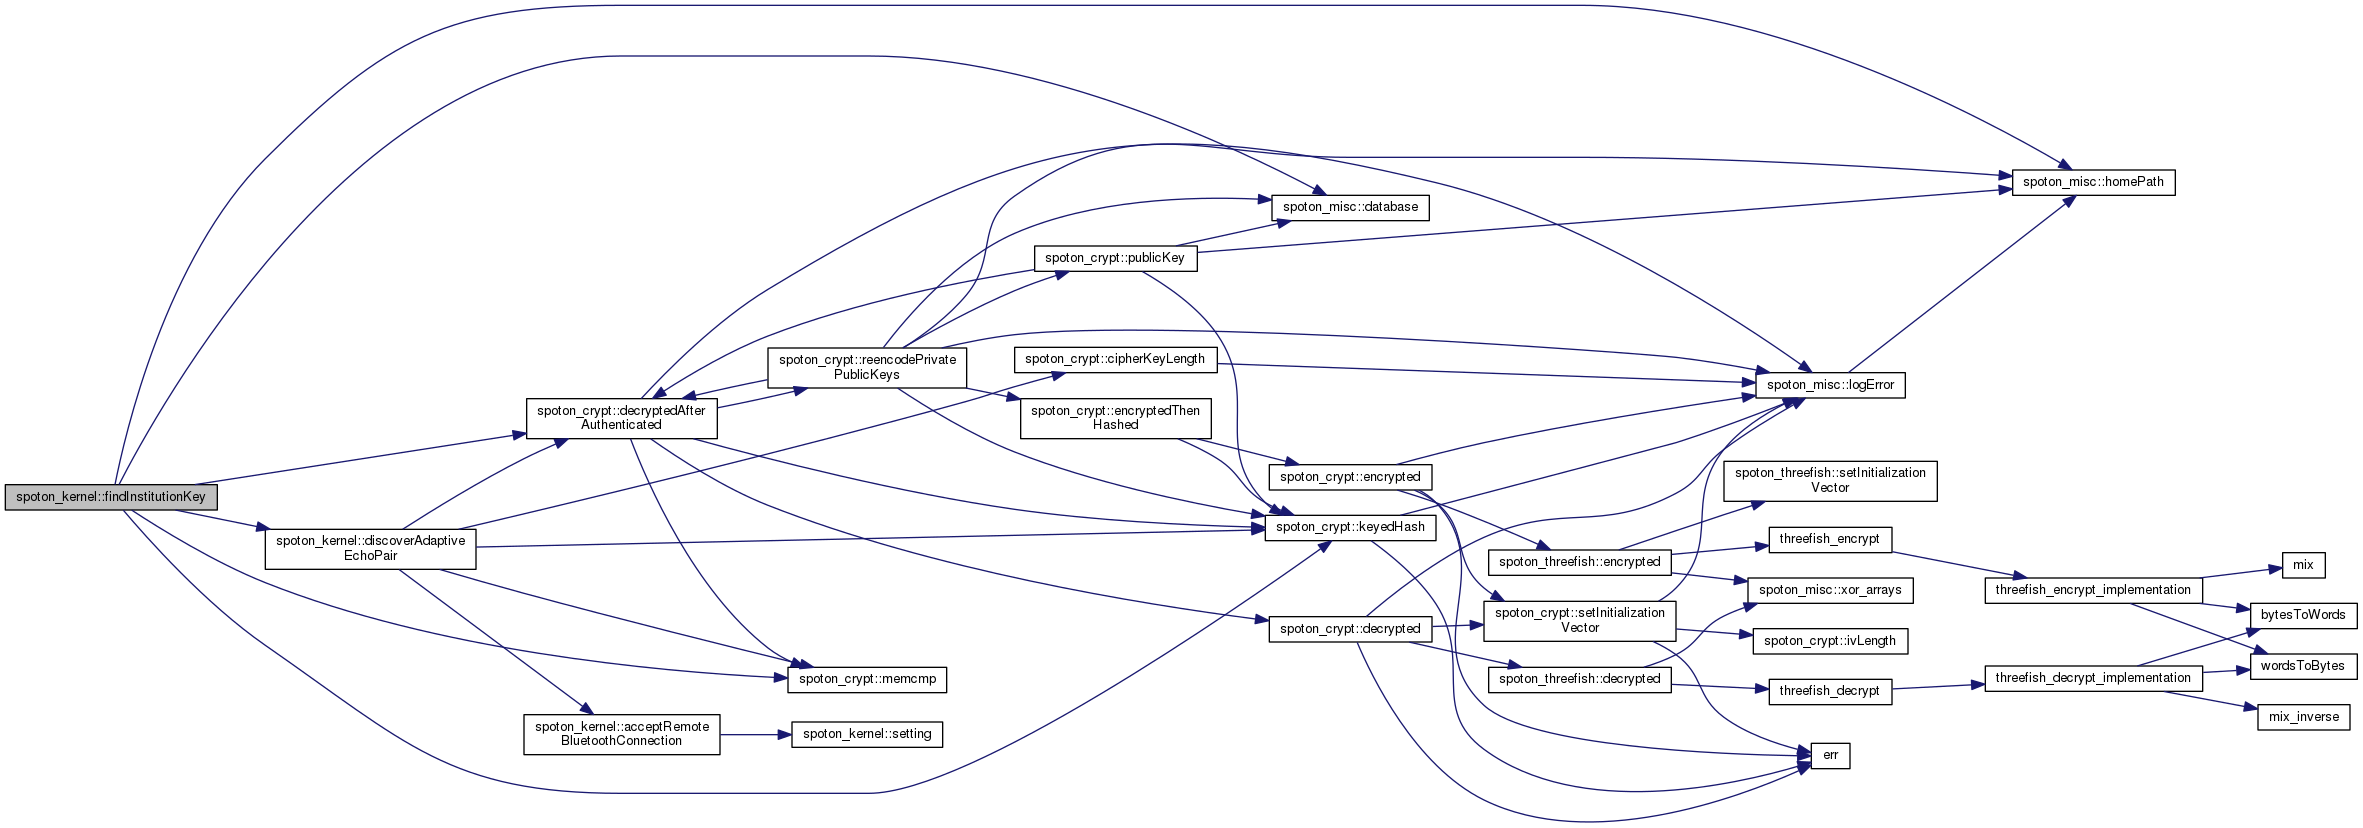 spoton_kernel::findInstitutionKey
spoton_kernel::discoverAdaptive
EchoPair
spoton_crypt::decryptedAfter
Authenticated
spoton_kernel::acceptRemote
BluetoothConnection
spoton_crypt::reencodePrivate
PublicKeys
spoton_crypt::memcmp
spoton_kernel::setting
spoton_crypt::publicKey
spoton_crypt::cipherKeyLength
spoton_crypt::encryptedThen
Hashed
spoton_misc::database
spoton_crypt::encrypted
spoton_crypt::keyedHash
spoton_crypt::decrypted
spoton_threefish::encrypted
spoton_crypt::setInitialization
Vector
spoton_threefish::decrypted
spoton_misc::logError
spoton_threefish::setInitialization
Vector
threefish_encrypt
spoton_misc::xor_arrays
spoton_crypt::ivLength
threefish_decrypt
err
spoton_misc::homePath
threefish_encrypt_implementation
threefish_decrypt_implementation
mix
bytesToWords
wordsToBytes
mix_inverse